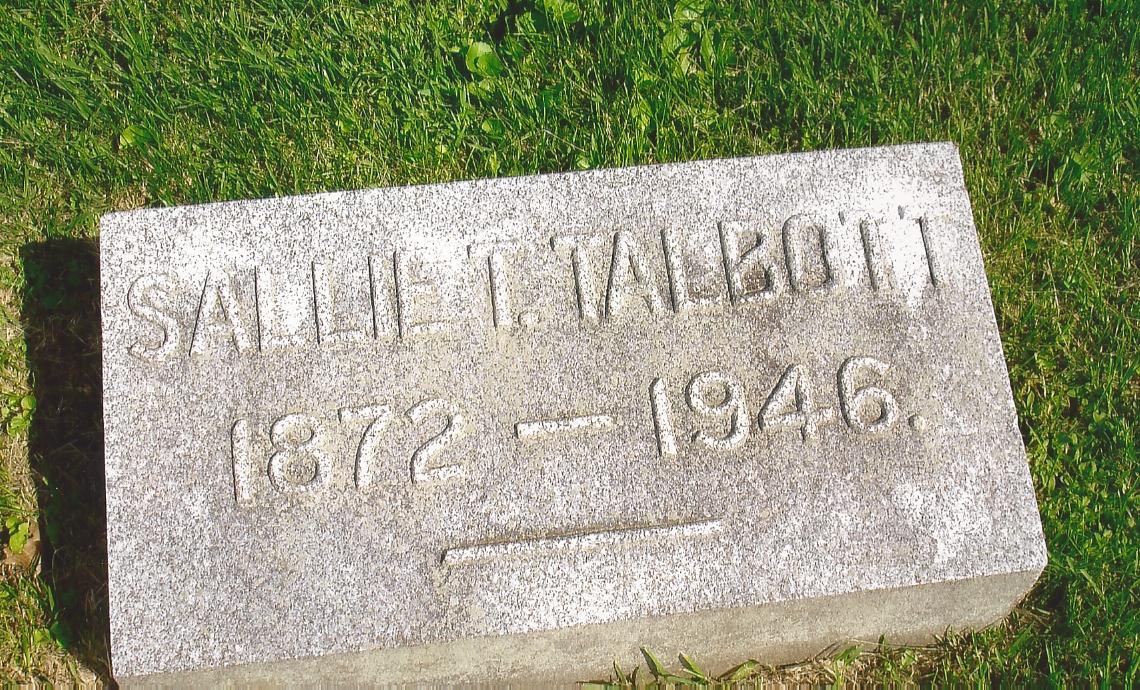 SALLIE T. TALBOTT
1872 — 1946.